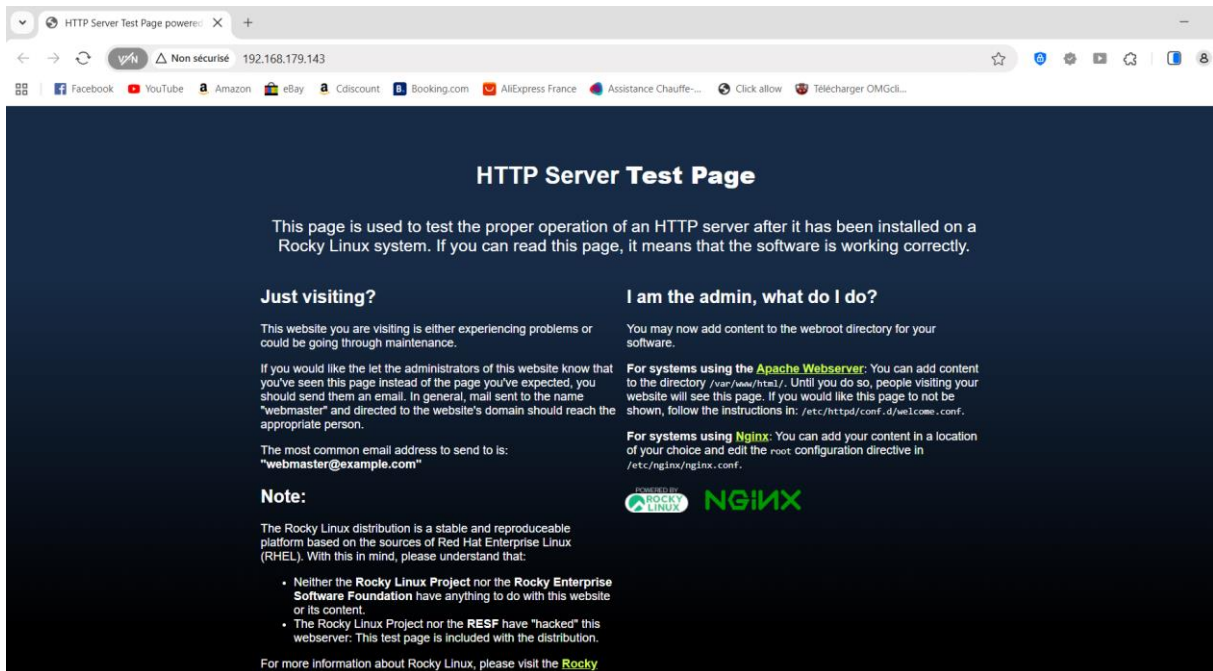 HTTP Server Test Page powered
Non sécurisé
192.168.179.143
Facebook
YouTube
Amazon
eBay
Cdiscount
Booking.com
AliExpress France
Assistance Chauffe-...
Click allow
Télécharger OMGcli...
HTTP Server Test Page
This page is used to test the proper operation of an HTTP server after it has been installed on a
Rocky Linux system. If you can read this page, it means that the software is working correctly.
Just visiting?
This website you are visiting is either experiencing problems or
could be going through maintenance.
If you would like the let the administrators of this website know that
you've seen this page instead of the page you've expected, you
should send them an email. In general, mail sent to the name
"webmaster" and directed to the website's domain should reach the
appropriate person.
The most common email address to send to is:
"webmaster@example.com"
Note:
The Rocky Linux distribution is a stable and reproduceable
platform based on the sources of Red Hat Enterprise Linux
(RHEL). With this in mind, please understand that:
• Neither the Rocky Linux Project nor the Rocky Enterprise
Software Foundation have anything to do with this website
or its content.
• The Rocky Linux Project nor the RESF have "hacked" this
webserver: This test page is included with the distribution.
For more information about Rocky Linux, please visit the Rocky
I am the admin, what do I do?
You may now add content to the webroot directory for your
software.
For systems using the Apache Webserver: You can add content
to the directory /var/www/html/. Until you do so, people visiting your
website will see this page. If you would like this page to not be
shown, follow the instructions in: /etc/httpd/conf.d/welcome.conf.
For systems using Nginx: You can add your content in a location
of your choice and edit the root configuration directive in
/etc/nginx/nginx.conf.
POWERED BY
ROCKY
LINUX
NGINX